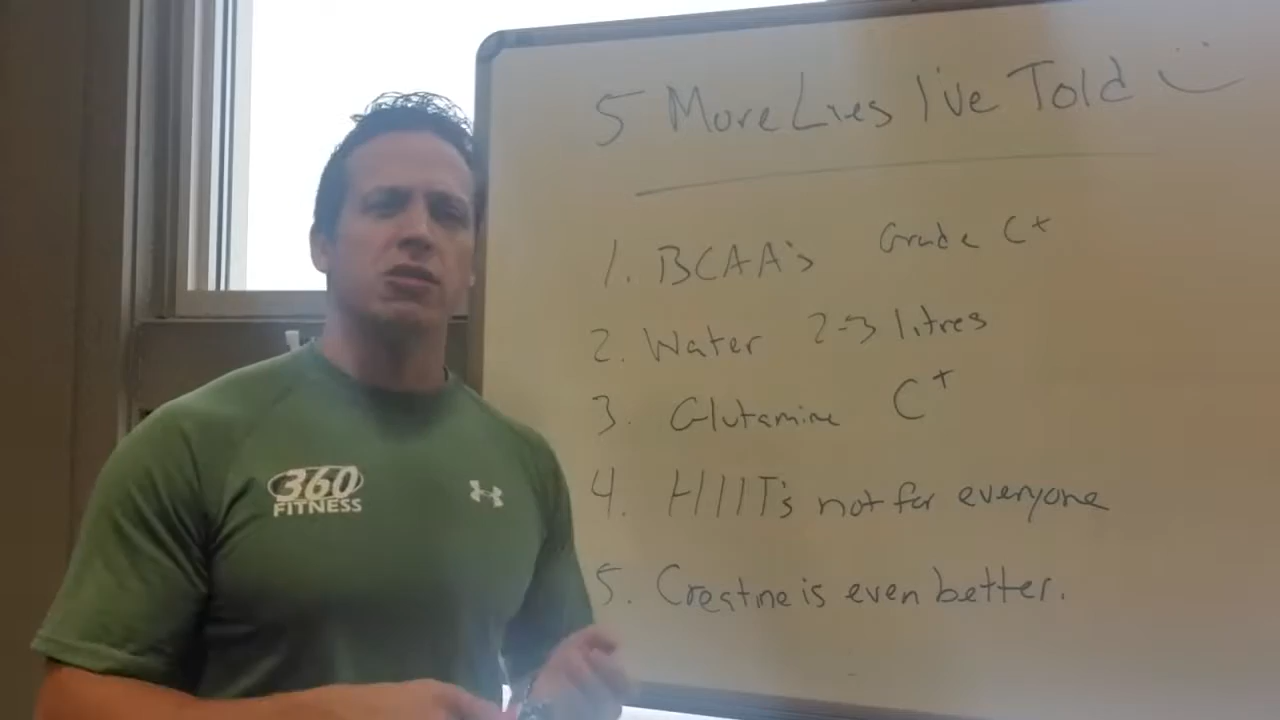 5 More Lies I've Told
1. BCAA's Grade C+
2. Water 2-3 litres
3. Glutamine C+
4. HIIT's not for everyone
5. Creatine is even better.
360
FITNESS